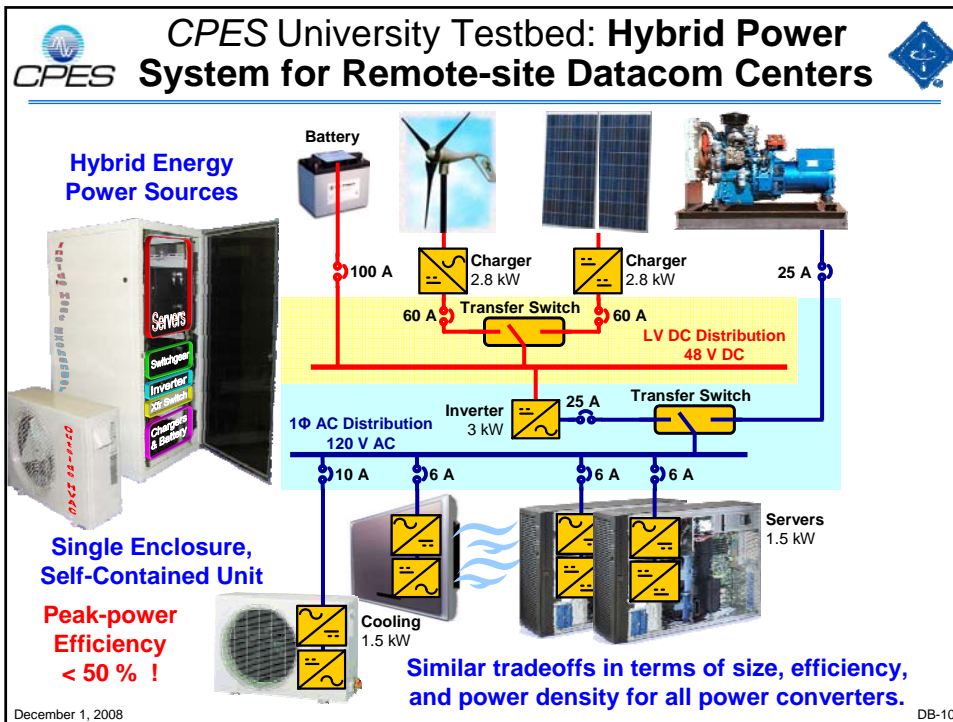 CPES
CPES University Testbed: Hybrid Power
System for Remote-site Datacom Centers
Hybrid Energy
Power Sources
Battery
100 A
Charger
2.8 kW
Charger
2.8 kW
25 A
60 A
Transfer Switch
60 A
LV DC Distribution
48 V DC
Inverter
3 kW
25 A
Transfer Switch
1Φ AC Distribution
120 V AC
10 A
6 A
6 A
6 A
Servers
Switchgear
Inverter
Xfr Switch
Chargers
& Battery
Servers
1.5 kW
Cooling
1.5 kW
Single Enclosure,
Self-Contained Unit
Peak-power
Efficiency
< 50 % !
Similar tradeoffs in terms of size, efficiency,
and power density for all power converters.
December 1, 2008
DB-10